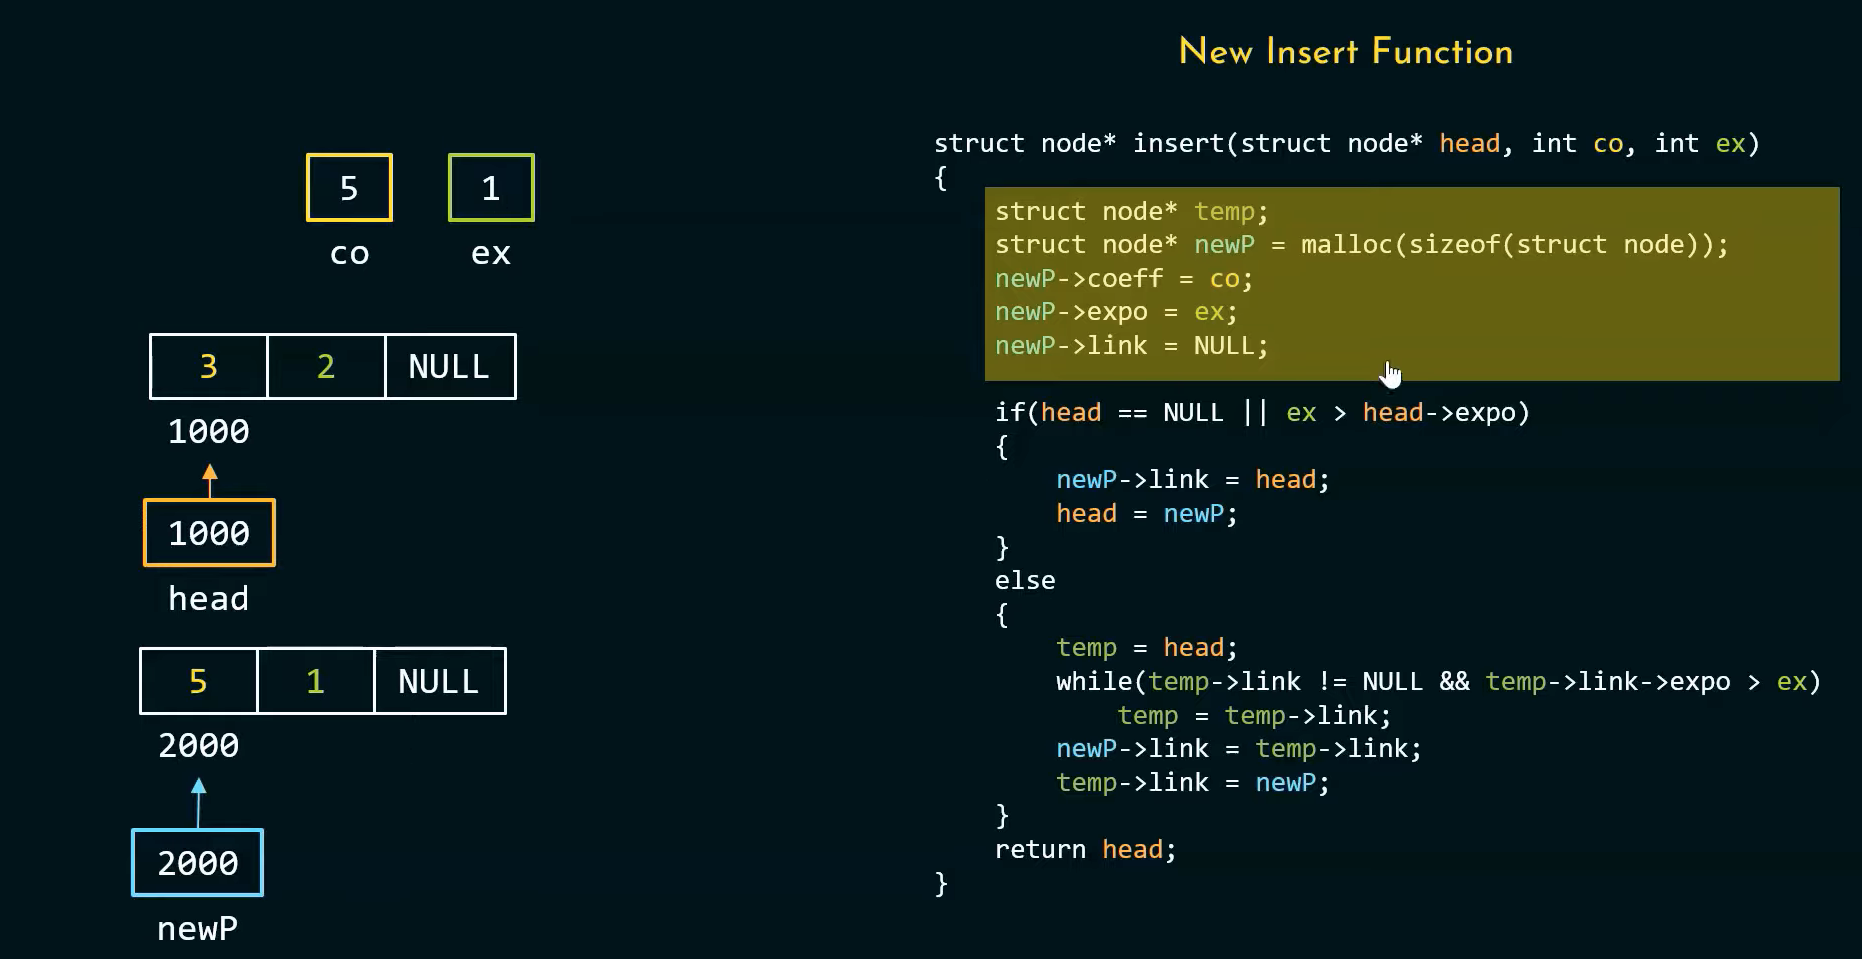 New Insert Function
5 1
co ex
3 2 NULL
1000
1000
head
5 1 NULL
2000
2000
newP
struct node* insert(struct node* head, int co, int ex)
{
struct node* temp;
struct node* newP = malloc(sizeof(struct node));
newP->coeff = co;
newP->expo = ex;
newP->link = NULL;
if(head == NULL || ex > head->expo)
{
newP->link = head;
head = newP;
}
else
{
temp = head;
while(temp->link != NULL && temp->link->expo > ex)
temp = temp->link;
newP->link = temp->link;
temp->link = newP;
}
return head;
}